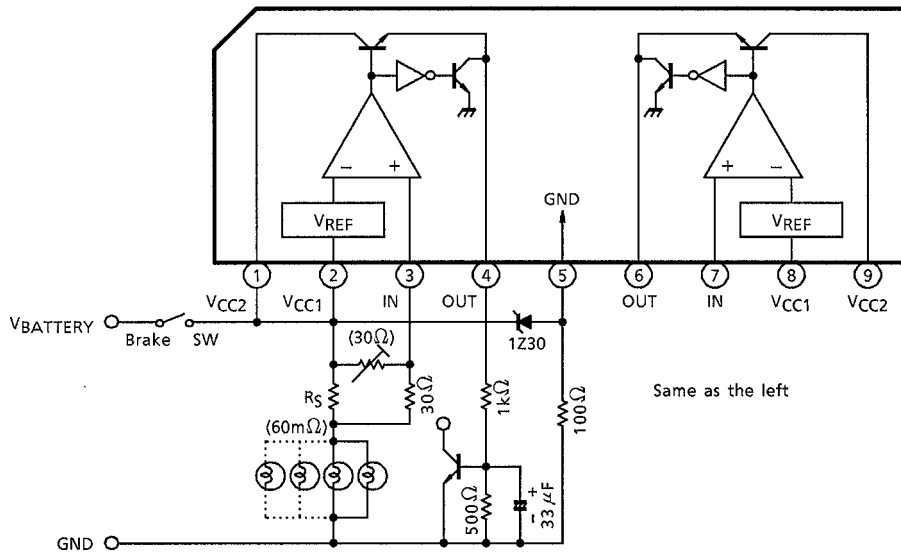 − +
+ −
VREF
VREF
GND
1 2 3 4 5 6 7 8 9
VCC2 VCC1 IN OUT OUT IN VCC1 VCC2
VBATTERY
Brake SW
1Z30
(30Ω)
RS
30Ω
1kΩ
100Ω
Same as the left
(60mΩ)
500Ω
− +
33 μF
GND